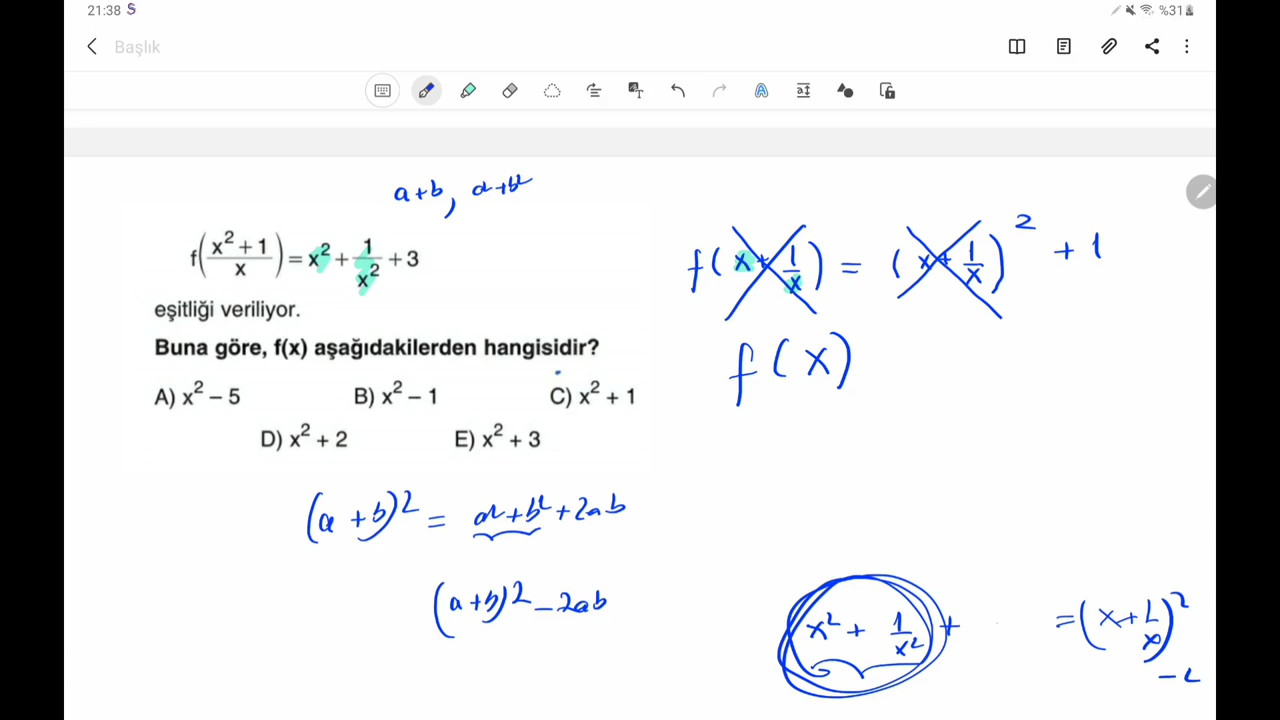 21:38 S %31
Başlık
a+b, a²+b²
f((x²+1)/x) = x² + 1/x² + 3
eşitliği veriliyor.
Buna göre, f(x) aşağıdakilerden hangisidir?
A) x² – 5 B) x² – 1 C) x² + 1
D) x² + 2 E) x² + 3
f(x + 1/x) = (x + 1/x)² + 1
f(x)
(a+b)² = a²+b²+2ab
(a+b)² – 2ab
x² + 1/x² + = (x + 1/x)²
-2